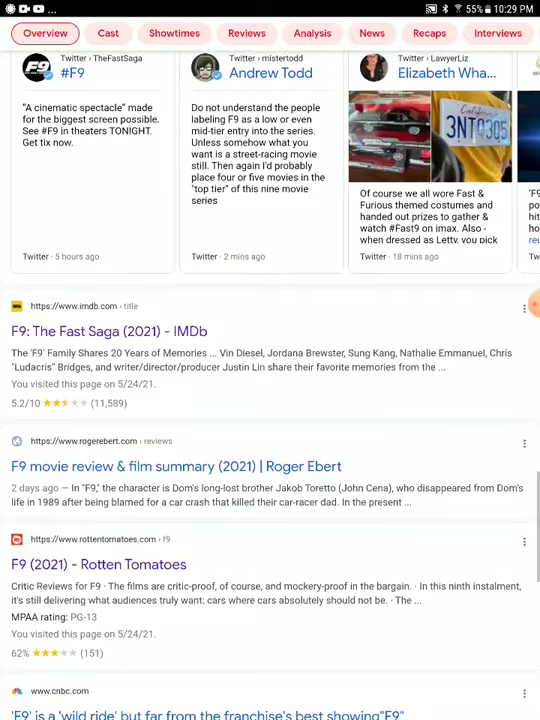 ...
55% 10:29 PM
Overview Cast Showtimes Reviews Analysis News Recaps Interviews
Twitter › TheFastSaga
#F9
"A cinematic spectacle” made
for the biggest screen possible.
See #F9 in theaters TONIGHT.
Get tix now.
Twitter · 5 hours ago
Twitter › mistertodd
Andrew Todd
Do not understand the people
labeling F9 as a low or even
mid-tier entry into the series.
Unless somehow what you
want is a street-racing movie
still. Then again I'd probably
place four or five movies in the
"top tier" of this nine movie
series
Twitter · 2 mins ago
Twitter › LawyerLiz
Elizabeth Wha...
California
Of course we all wore Fast &
Furious themed costumes and
handed out prizes to gather &
watch #Fast9 on imax. Also -
when dressed as Letty, you pick
Twitter · 18 mins ago
https://www.imdb.com › title
F9: The Fast Saga (2021) - IMDb
The 'F9' Family Shares 20 Years of Memories ... Vin Diesel, Jordana Brewster, Sung Kang, Nathalie Emmanuel, Chris
"Ludacris" Bridges, and writer/director/producer Justin Lin share their favorite memories from the ...
You visited this page on 5/24/21.
5.2/10 (11,589)
https://www.rogerebert.com › reviews
F9 movie review & film summary (2021) | Roger Ebert
2 days ago — In "F9," the character is Dom's long-lost brother Jakob Toretto (John Cena), who disappeared from Dom's
life in 1989 after being blamed for a car crash that killed their car-racer dad. In the present ...
https://www.rottentomatoes.com › f9
F9 (2021) - Rotten Tomatoes
Critic Reviews for F9 · The films are critic-proof, of course, and mockery-proof in the bargain. · In this ninth instalment,
it's still delivering what audiences truly want: cars where cars absolutely should not be. · The ...
MPAA rating: PG-13
You visited this page on 5/24/21.
62% (151)
www.cnbc.com
'F9' is a 'wild ride' but far from the franchise's best showing"F9"